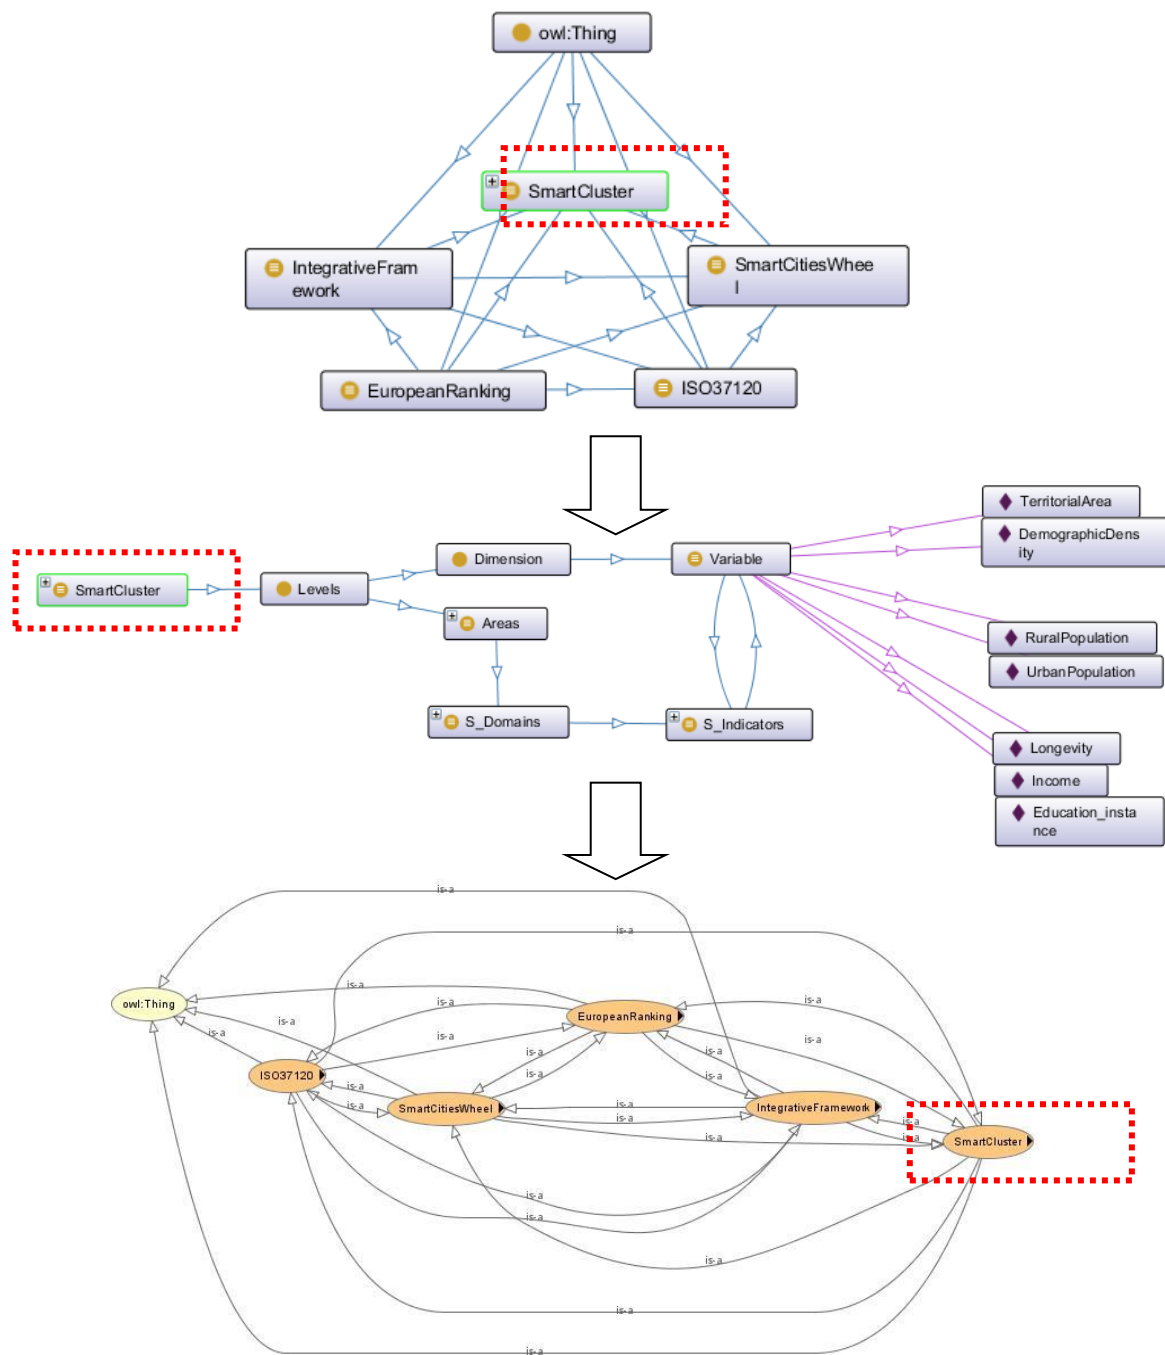 owl:Thing
SmartCluster
IntegrativeFram
ework
SmartCitiesWhee
l
EuropeanRanking
ISO37120
TerritorialArea
DemographicDens
ity
Dimension
Variable
SmartCluster
Levels
Areas
RuralPopulation
UrbanPopulation
S_Domains
S_Indicators
Longevity
Income
Education_insta
nce
is-a
is-a
is-a
is-a
owl:Thing
is-a
EuropeanRanking
is-a
is-a
is-a
is-a
is-a
is-a
ISO37120
is-a
is-a
is-a
is-a
SmartCitiesWheel
IntegrativeFramework
is-a
is-a
is-a
is-a
is-a
is-a
SmartCluster
is-a
is-a
is-a
is-a
is-a